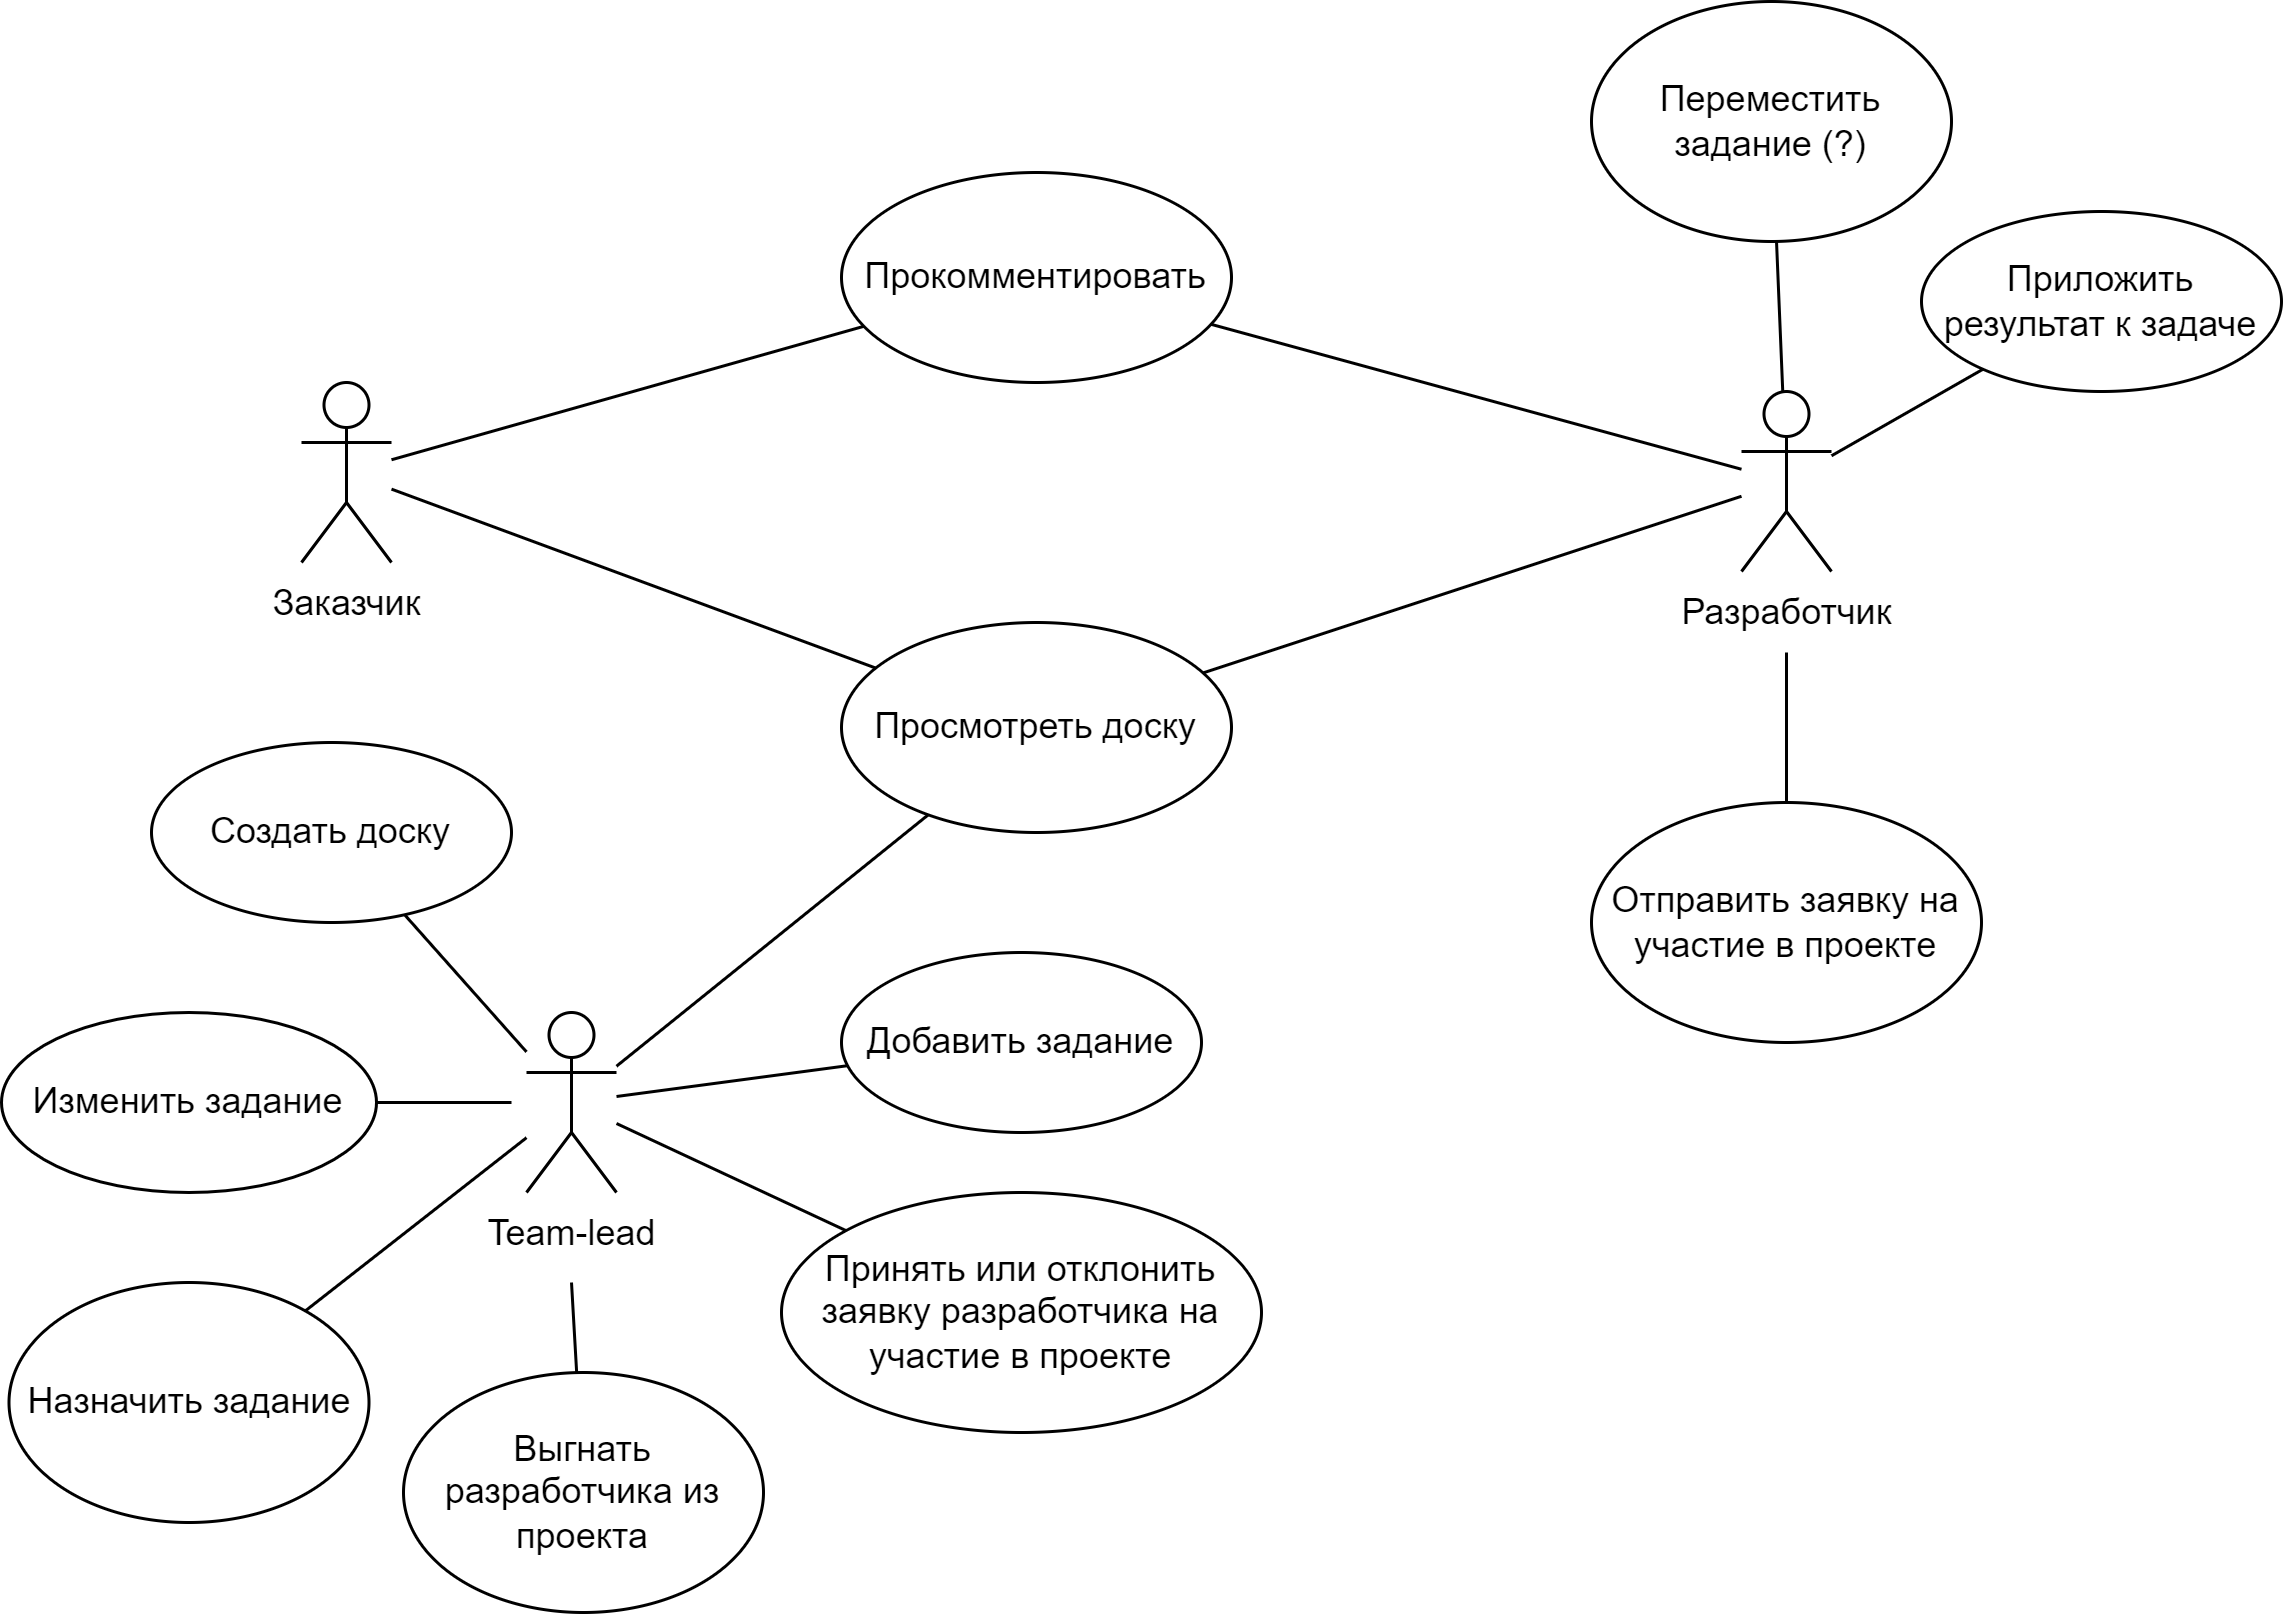 Переместить
задание (?)
Прокомментировать
Приложить
результат к задаче
Заказчик
Разработчик
Просмотреть доску
Создать доску
Отправить заявку на
участие в проекте
Добавить задание
Изменить задание
Team-lead
Принять или отклонить
заявку разработчика на
участие в проекте
Назначить задание
Выгнать
разработчика из
проекта